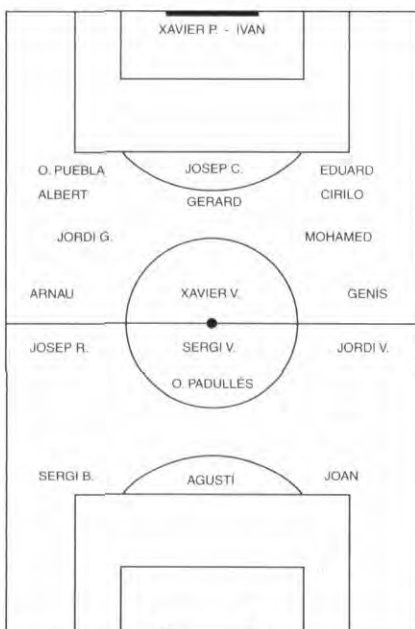 XAVIER P. - IVAN
O. PUEBLA JOSEP C. EDUARD
ALBERT GERARD CIRILO
JORDI G. MOHAMED
ARNAU XAVIER V. GENÍS
JOSEP R. SERGI V. JORDI V.
O. PADULLÉS
SERGI B. AGUSTÍ JOAN